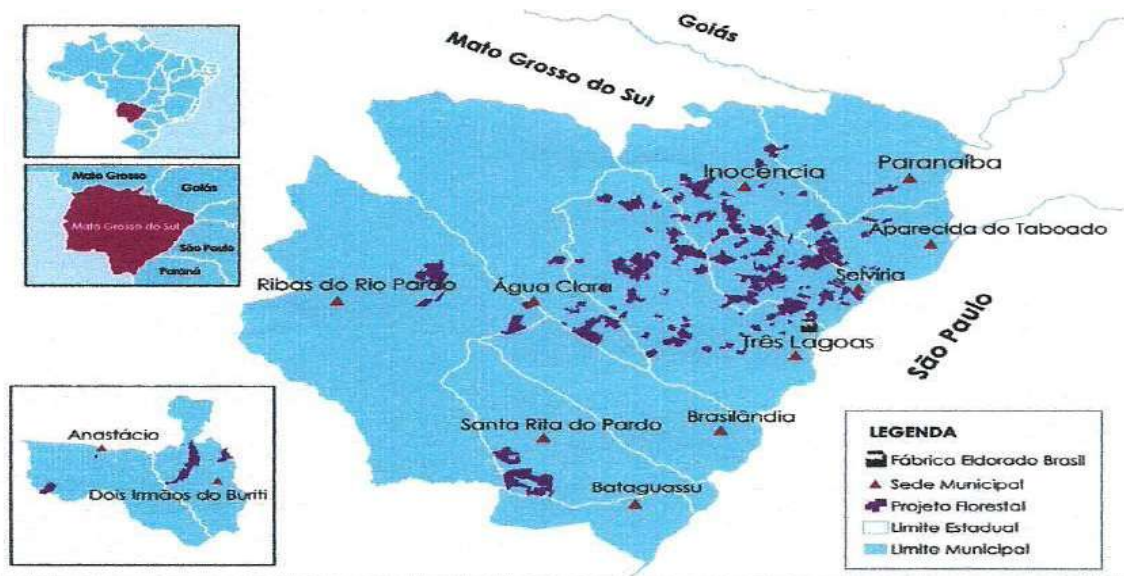 Goiás
Mato Grosso do Sul
Mato Grosso
Goiás
Mato Grosso do Sul
São Paulo
Paraná
Inocência
Paranaíba
Aparecida do Taboado
Selvíria
Ribas do Rio Pardo
Água Clara
São Paulo
Três Lagoas
Santa Rita do Pardo
Brasilândia
Bataguassu
Anastácio
Dois Irmãos do Buriti
LEGENDA
Fábrica Eldorado Brasil
Sede Municipal
Projeto Florestal
Limite Estadual
Limite Municipal